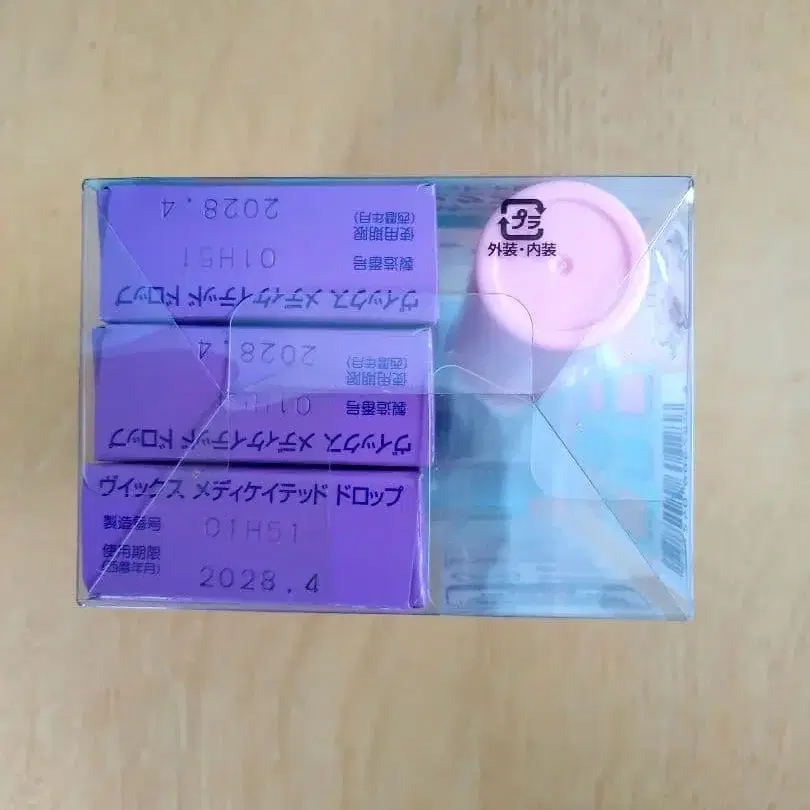 2028.4
使用期限
(西暦年月)
製造番号 01H51
ヴイックス メディケイテッド ドロップ
プラ
外装・内装
2028.4
使用期限
(西暦年月)
製造番号
ヴイックス メディケイテッド ドロップ
ヴイックス メディケイテッド ドロップ
製造番号 01H51
使用期限
(西暦年月) 2028.4